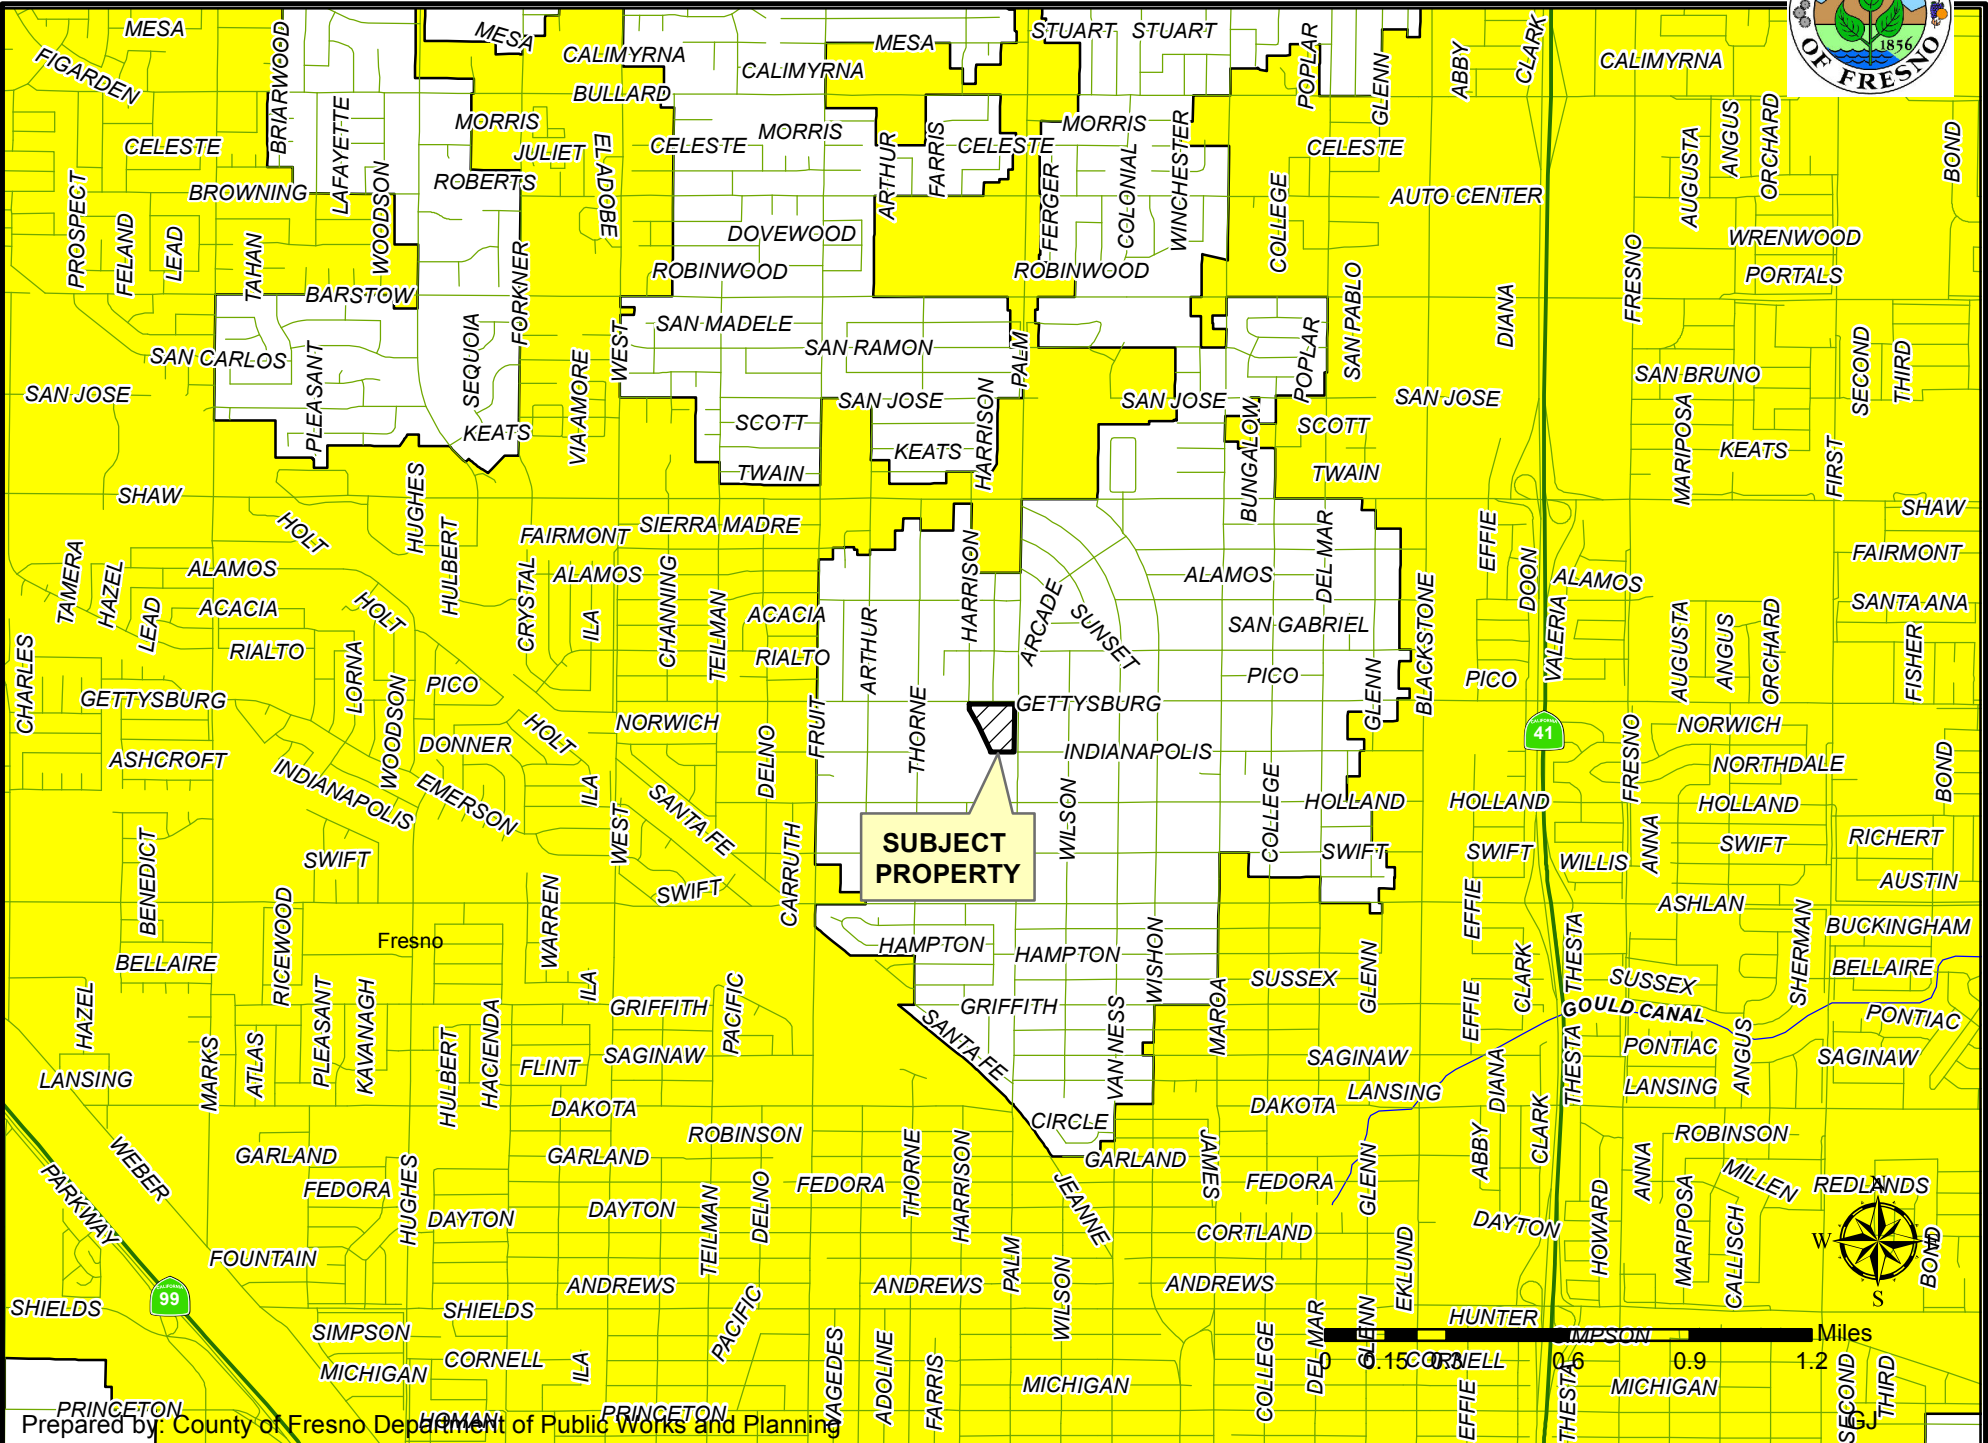 MESA
BRIARWOOD
MESA
CALIMYRNA
CALIMYRNA
MESA
STUART
STUART
POPLAR
GLENN
ABBY
CLARK
CALIMYRNA
1856
OF FRESNO
FIGARDEN
BULLARD
CELESTE
LAFAYETTE
MORRIS
JULIET
EL ADOBE
CELESTE
MORRIS
ARTHUR
FARRIS
CELESTE
MORRIS
COLONIAL
WINCHESTER
CELESTE
AUGUSTA
ANGUS
ORCHARD
BOND
PROSPECT
FELAND
LEAD
BROWNING
TAHAN
WOODSON
ROBERTS
DOVEWOOD
FERGER
COLLEGE
AUTO CENTER
WRENWOOD
FORKNER
ROBINWOOD
ROBINWOOD
SAN PABLO
DIANA
FRESNO
PORTALS
BARSTOW
SAN MADELE
SAN CARLOS
PLEASANT
SEQUOIA
VIA AMORE
WEST
SAN RAMON
PALM
POPLAR
SAN BRUNO
SECOND
THIRD
SAN JOSE
SAN JOSE
HARRISON
SAN JOSE
SAN JOSE
KEATS
SCOTT
KEATS
BUNGALOW
SCOTT
MARIPOSA
KEATS
FIRST
TWAIN
TWAIN
SHAW
HOLT
HUGHES
HULBERT
FAIRMONT
SIERRA MADRE
HARRISON
DEL MAR
EFFIE
SHAW
TAMERA
HAZEL
LEAD
ALAMOS
CRYSTAL
ALAMOS
ILA
CHANNING
TEILMAN
ALAMOS
BLACKSTONE
DOON
ALAMOS
FAIRMONT
ACACIA
HOLT
ACACIA
ARTHUR
ARCADE
SUNSET
SAN GABRIEL
VALERIA
AUGUSTA
ANGUS
ORCHARD
SANTA ANA
CHARLES
RIALTO
LORNA
RIALTO
PICO
GLENN
PICO
FISHER
GETTYSBURG
WOODSON
PICO
HOLT
NORWICH
DELNO
FRUIT
THORNE
GETTYSBURG
41
FRESNO
NORWICH
ASHCROFT
DONNER
INDIANAPOLIS
NORTHDALE
BOND
INDIANAPOLIS
EMERSON
ILA
WEST
SANTA FE
CARRUTH
SUBJECT
PROPERTY
WILSON
COLLEGE
HOLLAND
HOLLAND
HOLLAND
BENEDICT
SWIFT
SWIFT
SWIFT
SWIFT
WILLIS
ANNA
SWIFT
RICHERT
AUSTIN
RICEWOOD
WARREN
ASHLAN
Fresno
HAMPTON
HAMPTON
WISHON
EFFIE
THESTA
SHERMAN
BUCKINGHAM
BELLAIRE
ILA
PACIFIC
SUSSEX
GLENN
CLARK
SUSSEX
BELLAIRE
HAZEL
MARKS
ATLAS
PLEASANT
KAVANAGH
HULBERT
HACIENDA
GRIFFITH
GRIFFITH
SANTA FE
VAN NESS
MAROA
EFFIE
GOULD CANAL
PONTIAC
FLINT
SAGINAW
SAGINAW
PONTIAC
ANGUS
SAGINAW
LANSING
DAKOTA
CIRCLE
DAKOTA
LANSING
DIANA
THESTA
LANSING
WEBER
ROBINSON
THORNE
HARRISON
JAMES
ABBY
CLARK
ROBINSON
PARKWAY
GARLAND
GARLAND
GARLAND
ANNA
MILLEN
FEDORA
HUGHES
FEDORA
JEANNE
FEDORA
GLENN
MARIPOSA
REDLANDS
N
DAYTON
DAYTON
TEILMAN
DELNO
CORTLAND
DAYTON
HOWARD
CALLISCH
W
E
BOND
S
FOUNTAIN
ANDREWS
ANDREWS
PALM
WILSON
ANDREWS
EKLUND
99
SHIELDS
SHIELDS
PACIFIC
DEL MAR
GLENN
HUNTER
SIMPSON
SIMPSON
Miles
0 0.15 0.3 0.6 0.9 1.2
MICHIGAN
CORNELL
ILA
VAGEDES
ADOLINE
FARRIS
MICHIGAN
COLLEGE
CORNELL
EFFIE
THESTA
MICHIGAN
SECOND
THIRD
PRINCETON
HOMAN
PRINCETON
Prepared by: County of Fresno Department of Public Works and Planning
GJ